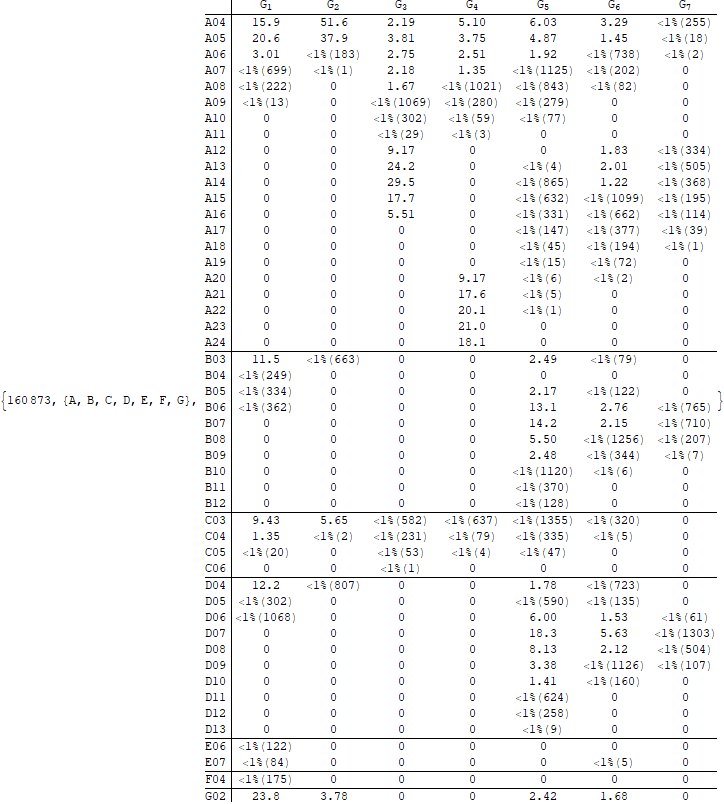 G1 G2 G3 G4 G5 G6 G7
A04 15.9 51.6 2.19 5.10 6.03 3.29 <1%(255)
A05 20.6 37.9 3.81 3.75 4.87 1.45 <1%(18)
A06 3.01 <1%(183) 2.75 2.51 1.92 <1%(738) <1%(2)
A07 <1%(699) <1%(1) 2.18 1.35 <1%(1125) <1%(202) 0
A08 <1%(222) 0 1.67 <1%(1021) <1%(843) <1%(82) 0
A09 <1%(13) 0 <1%(1069) <1%(280) <1%(279) 0 0
A10 0 0 <1%(302) <1%(59) <1%(77) 0 0
A11 0 0 <1%(29) <1%(3) 0 0 0
A12 0 0 9.17 0 0 1.83 <1%(334)
A13 0 0 24.2 0 <1%(4) 2.01 <1%(505)
A14 0 0 29.5 0 <1%(865) 1.22 <1%(368)
A15 0 0 17.7 0 <1%(632) <1%(1099) <1%(195)
A16 0 0 5.51 0 <1%(331) <1%(662) <1%(114)
A17 0 0 0 0 <1%(147) <1%(377) <1%(39)
A18 0 0 0 0 <1%(45) <1%(194) <1%(1)
A19 0 0 0 0 <1%(15) <1%(72) 0
A20 0 0 0 9.17 <1%(6) <1%(2) 0
A21 0 0 0 17.6 <1%(5) 0 0
A22 0 0 0 20.1 <1%(1) 0 0
A23 0 0 0 21.0 0 0 0
A24 0 0 0 18.1 0 0 0
B03 11.5 <1%(663) 0 0 2.49 <1%(79) 0
B04 <1%(249) 0 0 0 0 0 0
B05 <1%(334) 0 0 0 2.17 <1%(122) 0
{160873, {A, B, C, D, E, F, G}, }
B06 <1%(362) 0 0 0 13.1 2.76 <1%(765)
B07 0 0 0 0 14.2 2.15 <1%(710)
B08 0 0 0 0 5.50 <1%(1256) <1%(207)
B09 0 0 0 0 2.48 <1%(344) <1%(7)
B10 0 0 0 0 <1%(1120) <1%(6) 0
B11 0 0 0 0 <1%(370) 0 0
B12 0 0 0 0 <1%(128) 0 0
C03 9.43 5.65 <1%(582) <1%(637) <1%(1355) <1%(320) 0
C04 1.35 <1%(2) <1%(231) <1%(79) <1%(335) <1%(5) 0
C05 <1%(20) 0 <1%(53) <1%(4) <1%(47) 0 0
C06 0 0 <1%(1) 0 0 0 0
D04 12.2 <1%(807) 0 0 1.78 <1%(723) 0
D05 <1%(302) 0 0 0 <1%(590) <1%(135) 0
D06 <1%(1068) 0 0 0 6.00 1.53 <1%(61)
D07 0 0 0 0 18.3 5.63 <1%(1303)
D08 0 0 0 0 8.13 2.12 <1%(504)
D09 0 0 0 0 3.38 <1%(1126) <1%(107)
D10 0 0 0 0 1.41 <1%(160) 0
D11 0 0 0 0 <1%(624) 0 0
D12 0 0 0 0 <1%(258) 0 0
D13 0 0 0 0 <1%(9) 0 0
E06 <1%(122) 0 0 0 0 0 0
E07 <1%(84) 0 0 0 0 <1%(5) 0
F04 <1%(175) 0 0 0 0 0 0
G02 23.8 3.78 0 0 2.42 1.68 0